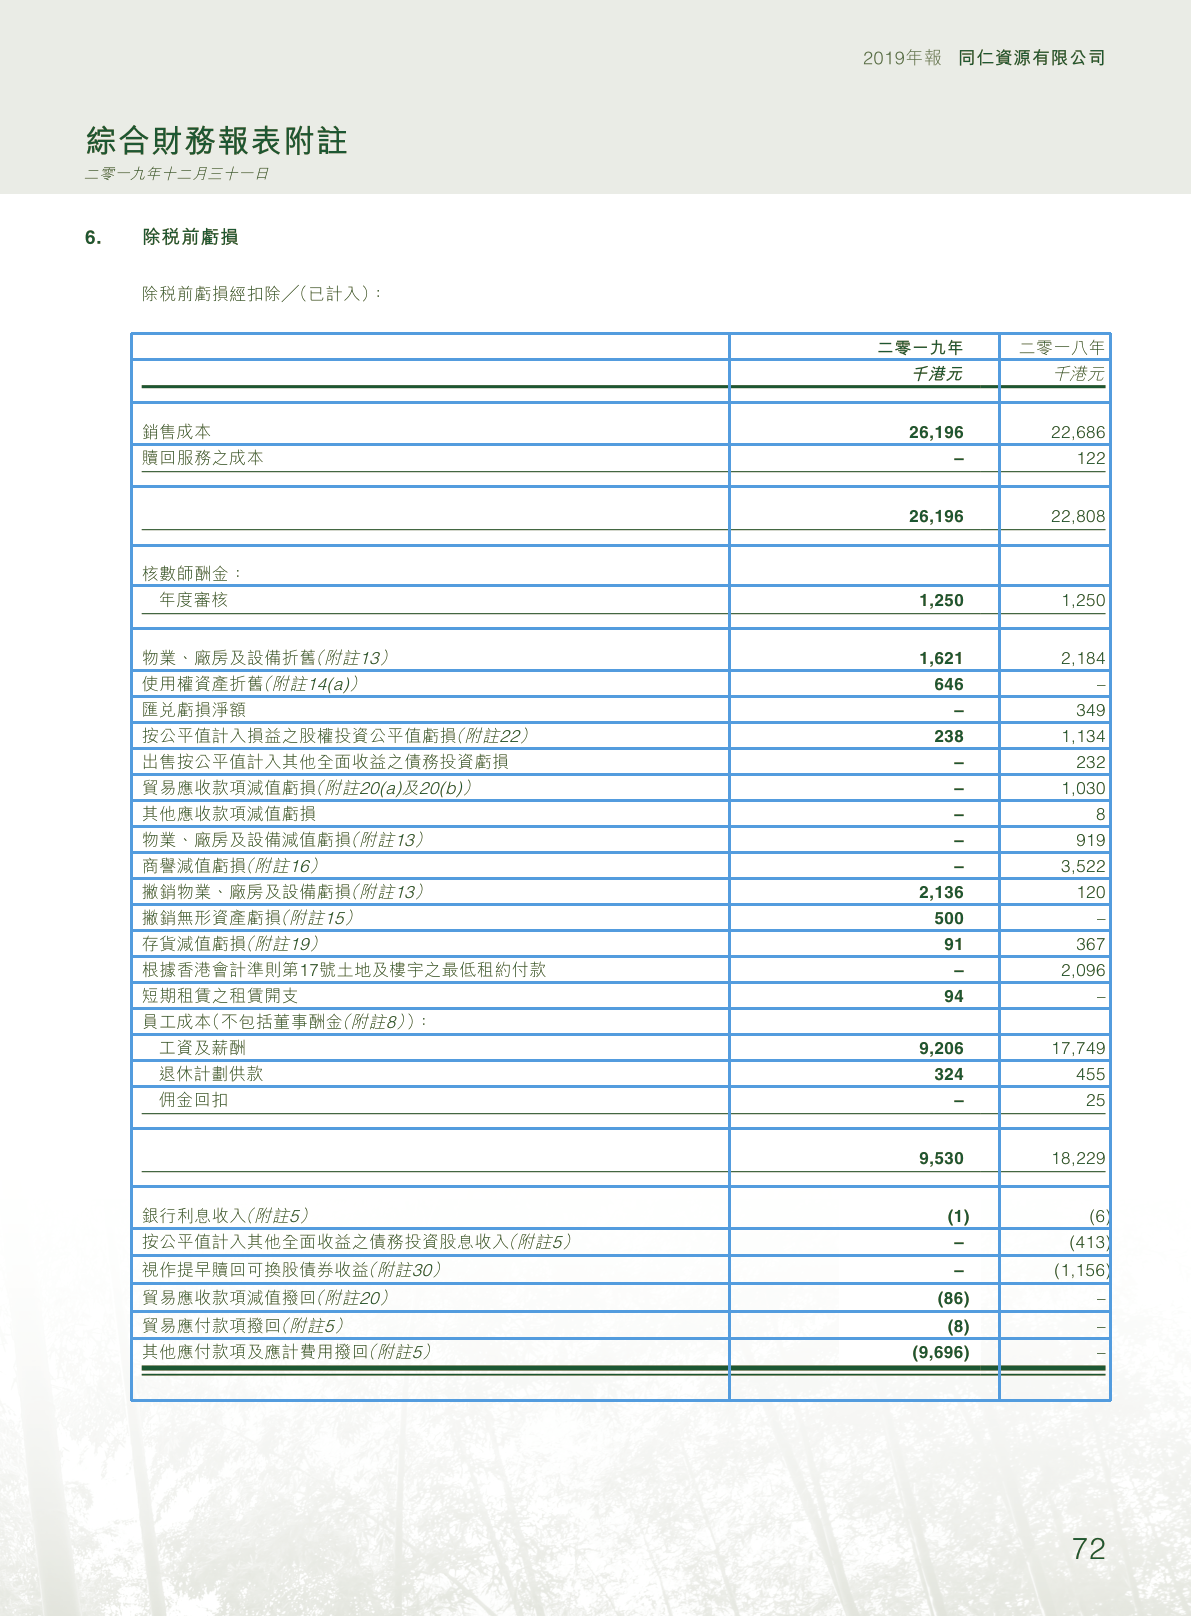 2019年報 同仁資源有限公司
綜合財務報表附註
二零一九年十二月三十一日
6. 除税前虧損
除税前虧損經扣除╱(已計入)：
二零一九年 二零一八年
千港元 千港元
銷售成本 26,196 22,686
贖回服務之成本 – 122
26,196 22,808
核數師酬金：
年度審核 1,250 1,250
物業、廠房及設備折舊(附註13) 1,621 2,184
使用權資產折舊(附註14(a)) 646 –
匯兑虧損淨額 – 349
按公平值計入損益之股權投資公平值虧損(附註22) 238 1,134
出售按公平值計入其他全面收益之債務投資虧損 – 232
貿易應收款項減值虧損(附註20(a)及20(b)) – 1,030
其他應收款項減值虧損 – 8
物業、廠房及設備減值虧損(附註13) – 919
商譽減值虧損(附註16) – 3,522
撇銷物業、廠房及設備虧損(附註13) 2,136 120
撇銷無形資產虧損(附註15) 500 –
存貨減值虧損(附註19) 91 367
根據香港會計準則第17號土地及樓宇之最低租約付款 – 2,096
短期租賃之租賃開支 94 –
員工成本(不包括董事酬金(附註8))：
工資及薪酬 9,206 17,749
退休計劃供款 324 455
佣金回扣 – 25
9,530 18,229
銀行利息收入(附註5) (1) (6)
按公平值計入其他全面收益之債務投資股息收入(附註5) – (413)
視作提早贖回可換股債券收益(附註30) – (1,156)
貿易應收款項減值撥回(附註20) (86) –
貿易應付款項撥回(附註5) (8) –
其他應付款項及應計費用撥回(附註5) (9,696) –
72